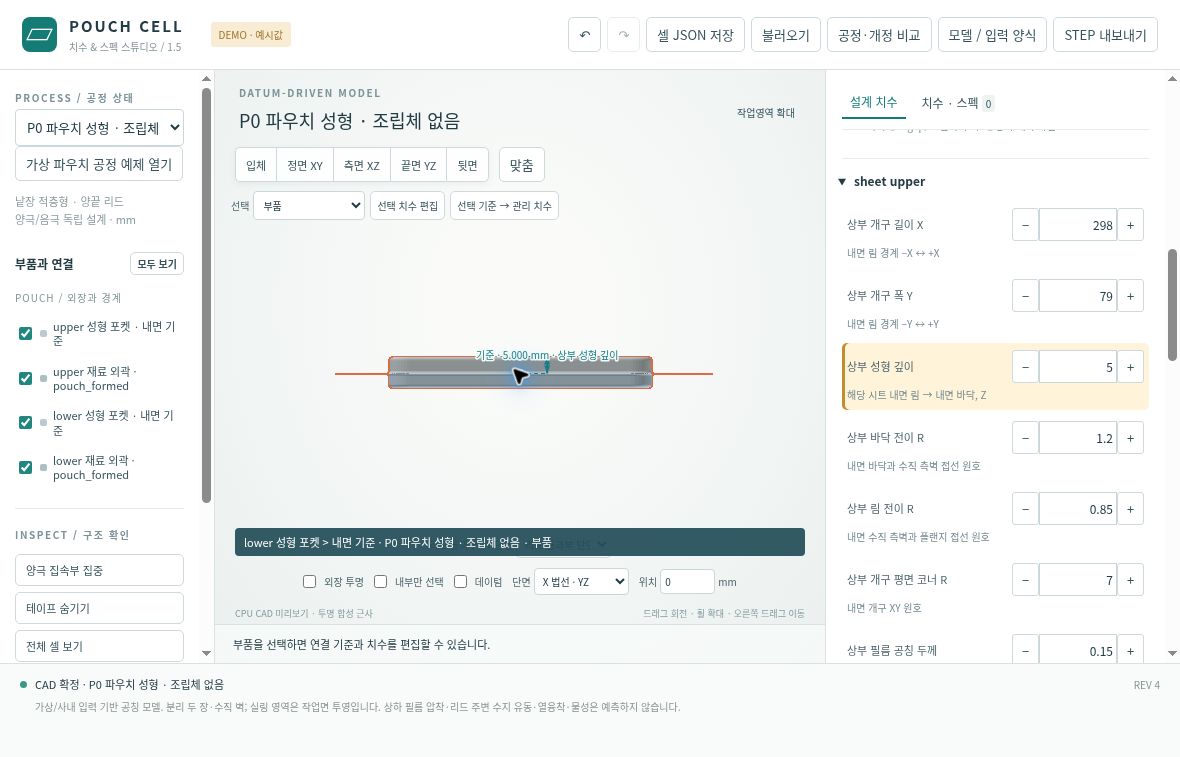 POUCH CELL
치수 & 스펙 스튜디오 / 1.5
DEMO · 예시값
↶
↷
셀 JSON 저장
불러오기
공정·개정 비교
모델 / 입력 양식
STEP 내보내기
PROCESS / 공정 상태
P0 파우치 성형 · 조립체
가상 파우치 공정 예제 열기
낱장 적층형 · 양끝 리드
양극/음극 독립 설계 · mm
부품과 연결
모두 보기
POUCH / 외장과 경계
upper 성형 포켓 · 내면 기
준
upper 재료 외곽 ·
pouch_formed
lower 성형 포켓 · 내면 기
준
lower 재료 외곽 ·
pouch_formed
INSPECT / 구조 확인
양극 집속부 집중
테이프 숨기기
전체 셀 보기
DATUM-DRIVEN MODEL
P0 파우치 성형 · 조립체 없음
작업영역 확대
입체
정면 XY
측면 XZ
끝면 YZ
뒷면
맞춤
선택
부품
선택 치수 편집
선택 기준 → 관리 치수
기준 · 5.000 mm · 상부 성형 깊이
lower 성형 포켓 > 내면 기준 · P0 파우치 성형 · 조립체 없음 · 부품
외장 투명
내부만 선택
데이텀
단면
X 법선 · YZ
위치
0
mm
CPU CAD 미리보기 · 투명 합성 근사
드래그 회전 · 휠 확대 · 오른쪽 드래그 이동
부품을 선택하면 연결 기준과 치수를 편집할 수 있습니다.
설계 치수
치수 · 스펙 0
▼ sheet upper
상부 개구 길이 X
−
298
+
내면 림 경계 −X ↔ +X
상부 개구 폭 Y
−
79
+
내면 림 경계 −Y ↔ +Y
상부 성형 깊이
−
5
+
해당 시트 내면 림 → 내면 바닥, Z
상부 바닥 전이 R
−
1.2
+
내면 바닥과 수직 측벽 접선 원호
상부 림 전이 R
−
0.85
+
내면 수직 측벽과 플랜지 접선 원호
상부 개구 평면 코너 R
−
7
+
내면 개구 XY 원호
상부 필름 공칭 두께
−
0.15
+
CAD 확정 · P0 파우치 성형 · 조립체 없음
REV 4
가상/사내 입력 기반 공칭 모델. 분리 두 장·수직 벽; 실링 영역은 작업면 투영입니다. 상하 필름 압착·리드 주변 수지 유동·열융착·물성은 예측하지 않습니다.